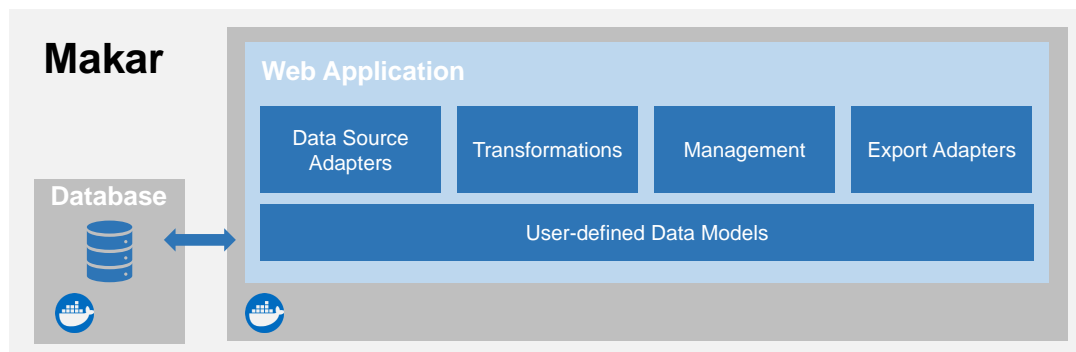 Makar
Web Application
Data Source
Adapters
Transformations
Management
Export Adapters
Database
User-defined Data Models